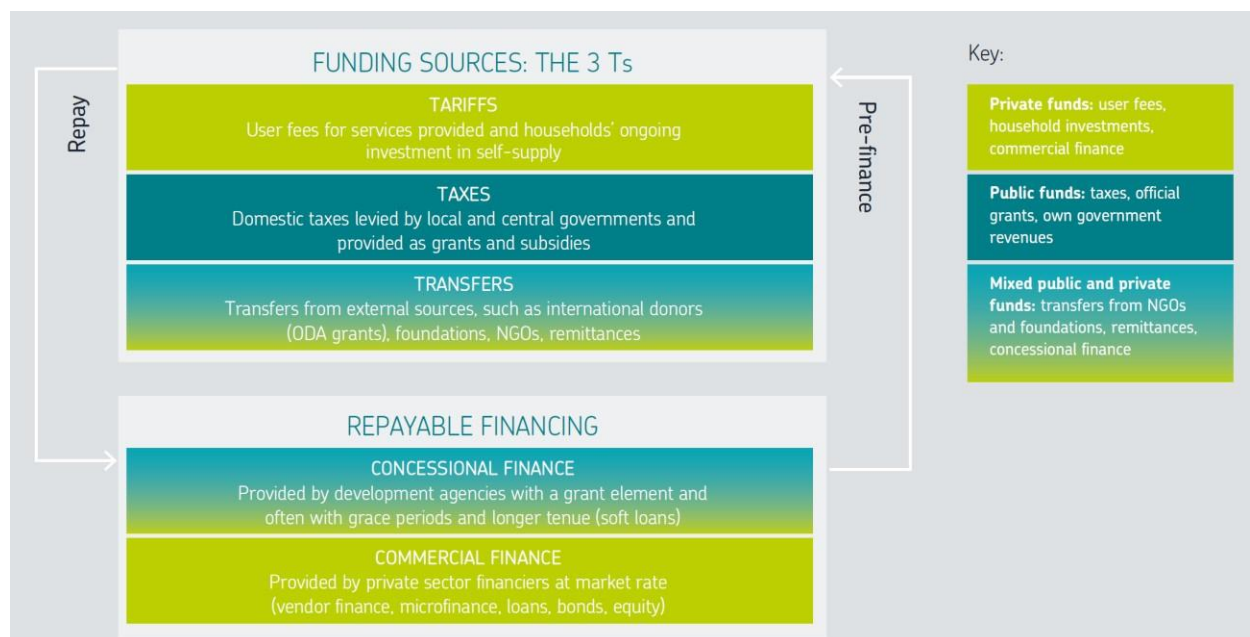 FUNDING SOURCES: THE 3 Ts
TARIFFS
User fees for services provided and households' ongoing
investment in self-supply
TAXES
Domestic taxes levied by local and central governments and
provided as grants and subsidies
TRANSFERS
Transfers from external sources, such as international donors
(ODA grants), foundations, NGOs, remittances
Repay
Pre-finance
REPAYABLE FINANCING
CONCESSIONAL FINANCE
Provided by development agencies with a grant element and
often with grace periods and longer tenue (soft loans)
COMMERCIAL FINANCE
Provided by private sector financiers at market rate
(vendor finance, microfinance, loans, bonds, equity)
Key:
Private funds: user fees,
household investments,
commercial finance
Public funds: taxes, official
grants, own government
revenues
Mixed public and private
funds: transfers from NGOs
and foundations, remittances,
concessional finance